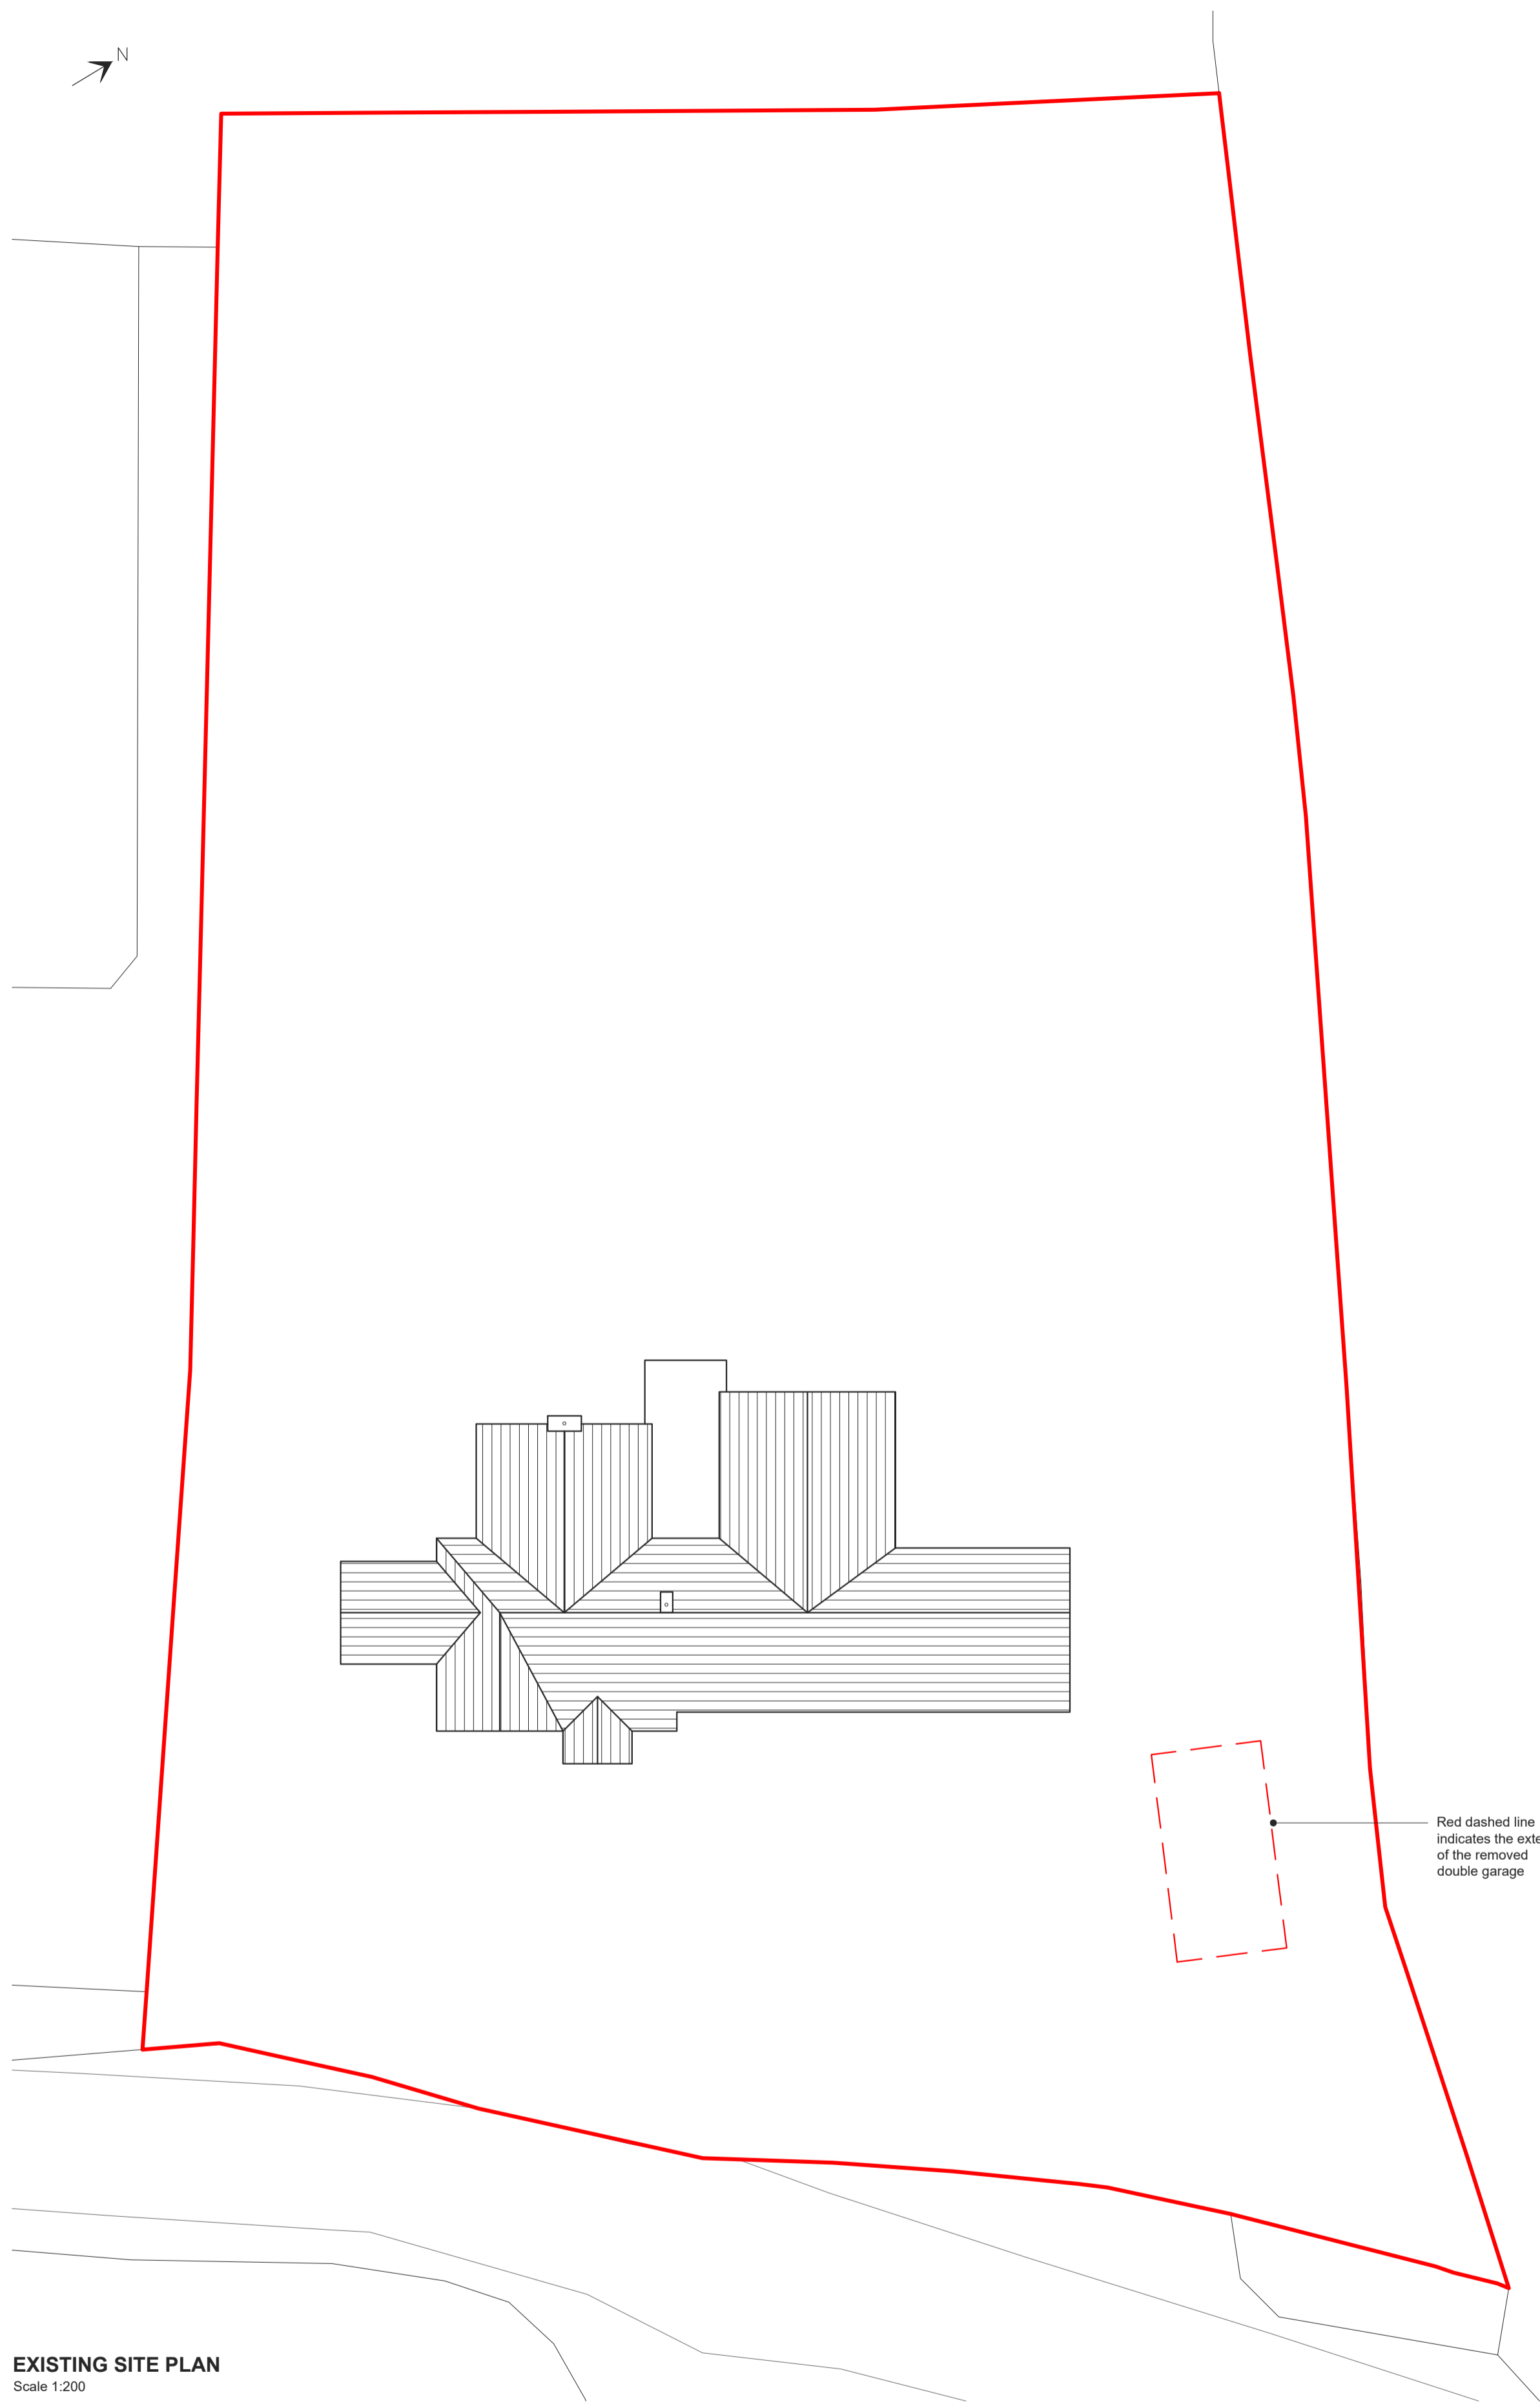 N
Red dashed line
indicates the exte
of the removed
double garage
EXISTING SITE PLAN
Scale 1:200